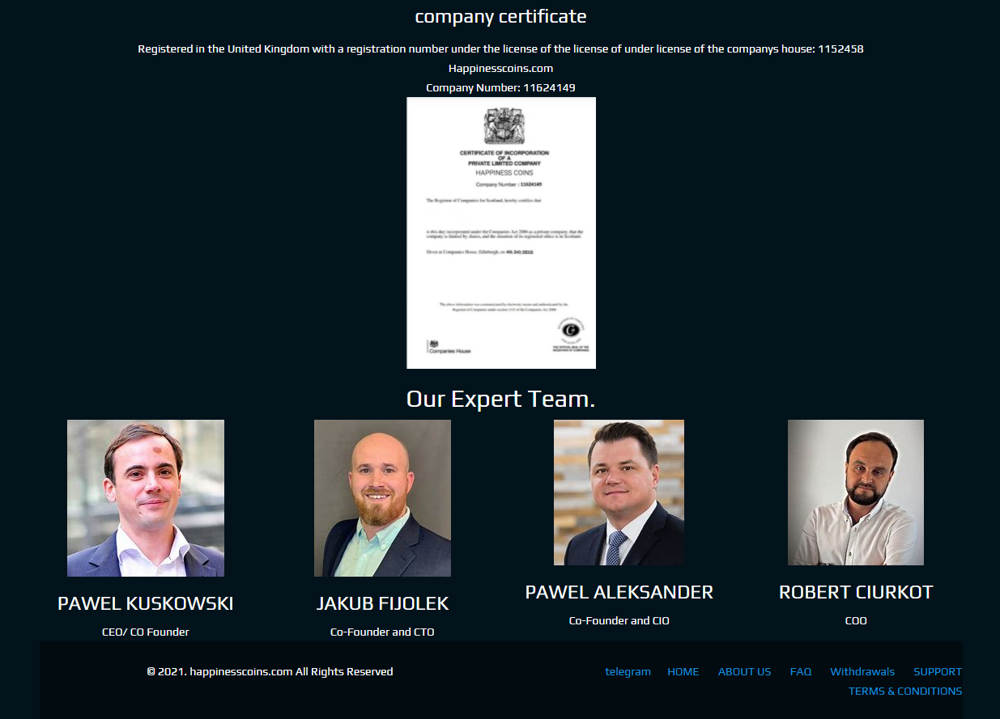 company certificate
Registered in the United Kingdom with a registration number under the license of the license of under license of the companys house: 1152458
Happinesscoins.com
Company Number: 11624149
CERTIFICATE OF INCORPORATION
OF A
PRIVATE LIMITED COMPANY
HAPPINESS COINS
Company Number : 11624149
The Registrar of Companies for Scotland, hereby certifies that
is this day incorporated under the Companies Act 2006 as a private company, that the
company is limited by shares, and the situation of its registered office is in Scotland.
Given at Companies House, Edinburgh, on 4th July
The above information was communicated by electronic means and authenticated by the
Registrar of Companies under section 1115 of the Companies Act 2006
Companies House
THE OFFICIAL SEAL OF THE
REGISTRAR OF COMPANIES
Our Expert Team.
PAWEL KUSKOWSKI
CEO/ CO Founder
JAKUB FIJOLEK
Co-Founder and CTO
PAWEL ALEKSANDER
Co-Founder and CIO
ROBERT CIURKOT
COO
© 2021. happinesscoins.com All Rights Reserved
telegram HOME ABOUT US FAQ Withdrawals SUPPORT
TERMS & CONDITIONS